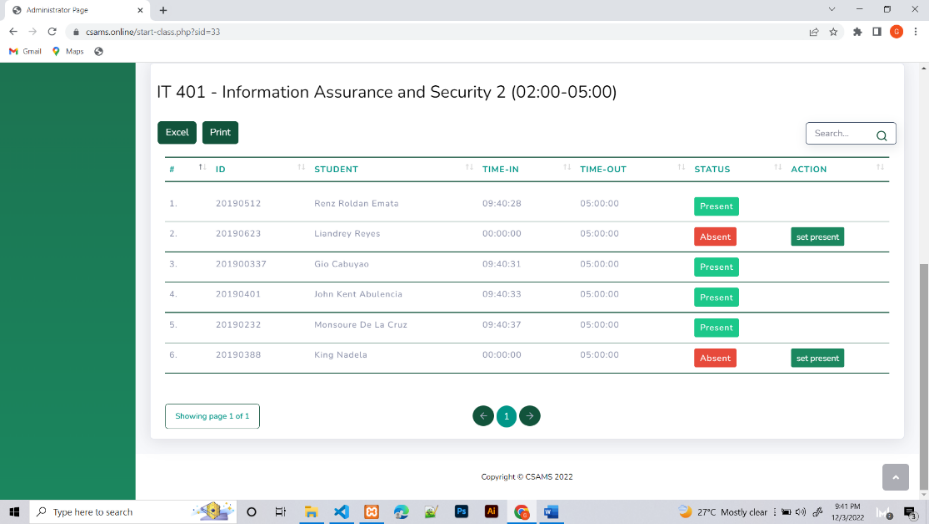 Administrator Page
csams.online/start-class.php?sid=33
Gmail Maps
IT 401 - Information Assurance and Security 2 (02:00-05:00)
Excel Print Search...
# ID STUDENT TIME-IN TIME-OUT STATUS ACTION
1. 20190512 Renz Roldan Emata 09:40:28 05:00:00 Present
2. 20190623 Liandrey Reyes 00:00:00 05:00:00 Absent set present
3. 201900337 Gio Cabuyao 09:40:31 05:00:00 Present
4. 20190401 John Kent Abulencia 09:40:33 05:00:00 Present
5. 20190232 Monsoure De La Cruz 09:40:37 05:00:00 Present
6. 20190388 King Nadela 00:00:00 05:00:00 Absent set present
Showing page 1 of 1 1
Copyright © CSAMS 2022
Type here to search Ps Ai 27°C Mostly clear 9:41 PM
12/3/2022